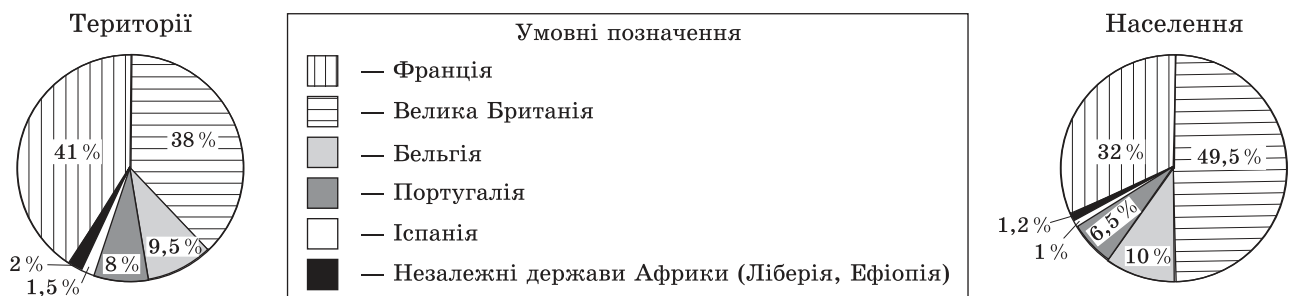 Території
41 %
38 %
9,5 %
8 %
2 %
1,5 %
Умовні позначення
— Франція
— Велика Британія
— Бельгія
— Португалія
— Іспанія
— Незалежні держави Африки (Ліберія, Ефіопія)
Населення
32 %
49,5 %
1,2 %
6,5 %
1 %
10 %